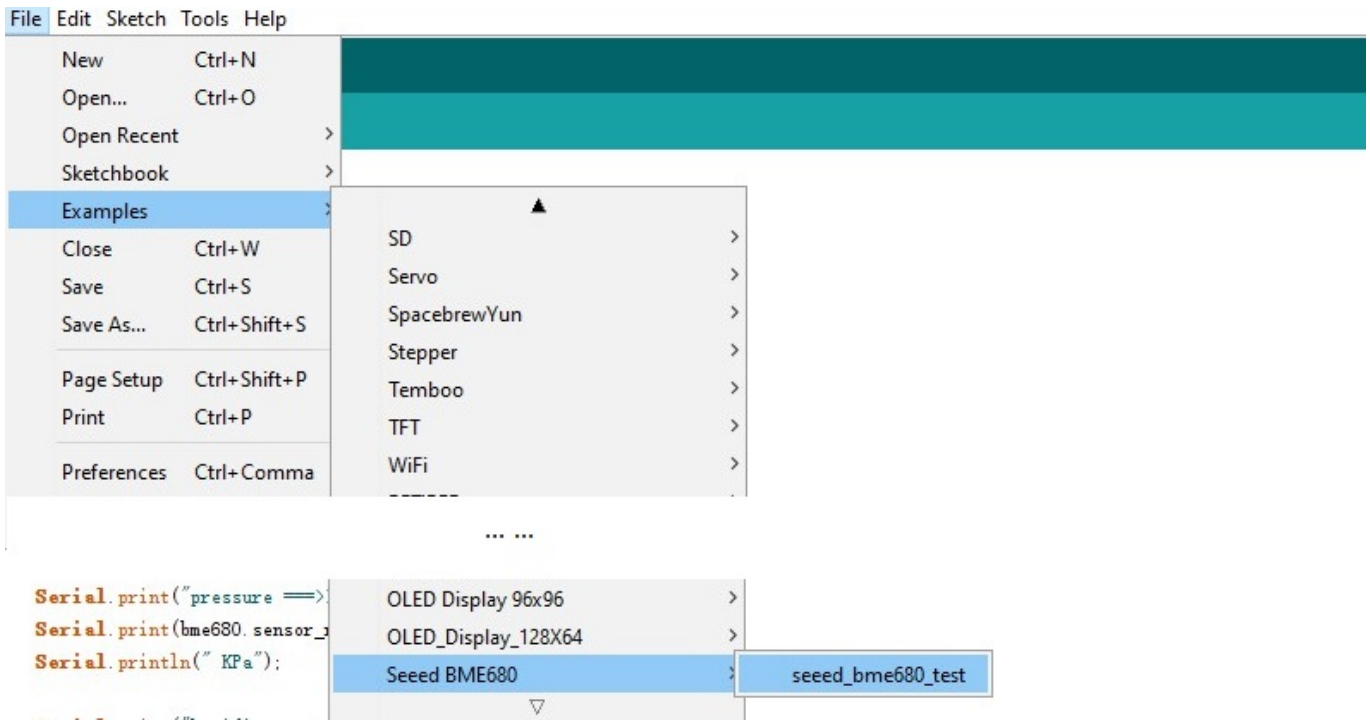 File Edit Sketch Tools Help
New Ctrl+N
Open... Ctrl+O
Open Recent
Sketchbook
Examples
Close Ctrl+W
Save Ctrl+S
Save As... Ctrl+Shift+S
Page Setup Ctrl+Shift+P
Print Ctrl+P
Preferences Ctrl+Comma
SD
Servo
SpacebrewYun
Stepper
Temboo
TFT
WiFi
... ...
Serial.print("pressure ===>
Serial.print(bme680.sensor_
Serial.println(" KPa");
OLED Display 96x96
OLED_Display_128X64
Seeed BME680
seeed_bme680_test